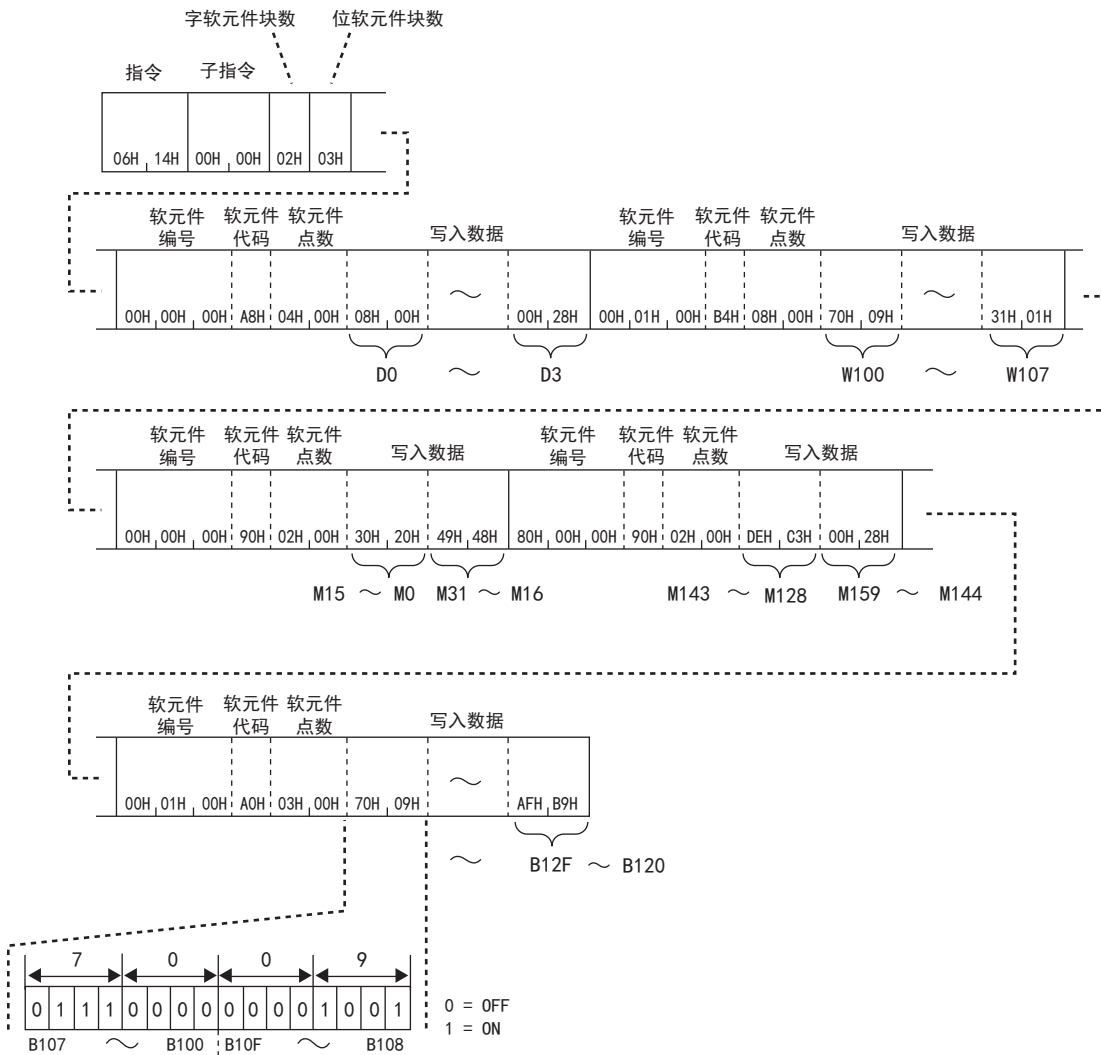 字软元件块数 位软元件块数
指令 子指令
06H 14H 00H 00H 02H 03H
软元件 软元件 软元件 软元件 软元件 软元件
编号 代码 点数 写入数据 编号 代码 点数 写入数据
00H 00H 00H A8H 04H 00H 08H 00H ～ 00H 28H 00H 01H 00H B4H 08H 00H 70H 09H ～ 31H 01H
D0 ～ D3 W100 ～ W107
软元件 软元件 软元件 软元件 软元件 软元件
编号 代码 点数 写入数据 编号 代码 点数 写入数据
00H 00H 00H 90H 02H 00H 30H 20H 49H 48H 80H 00H 00H 90H 02H 00H DEH C3H 00H 28H
M15 ～ M0 M31 ～ M16 M143 ～ M128 M159 ～ M144
软元件 软元件 软元件
编号 代码 点数 写入数据
00H 01H 00H A0H 03H 00H 70H 09H ～ AFH B9H
～ B12F ～ B120
7 0 0 9
0 1 1 1 0 0 0 0 0 0 0 0 1 0 0 1
0 = OFF
1 = ON
B107 ～ B100 B10F ～ B108